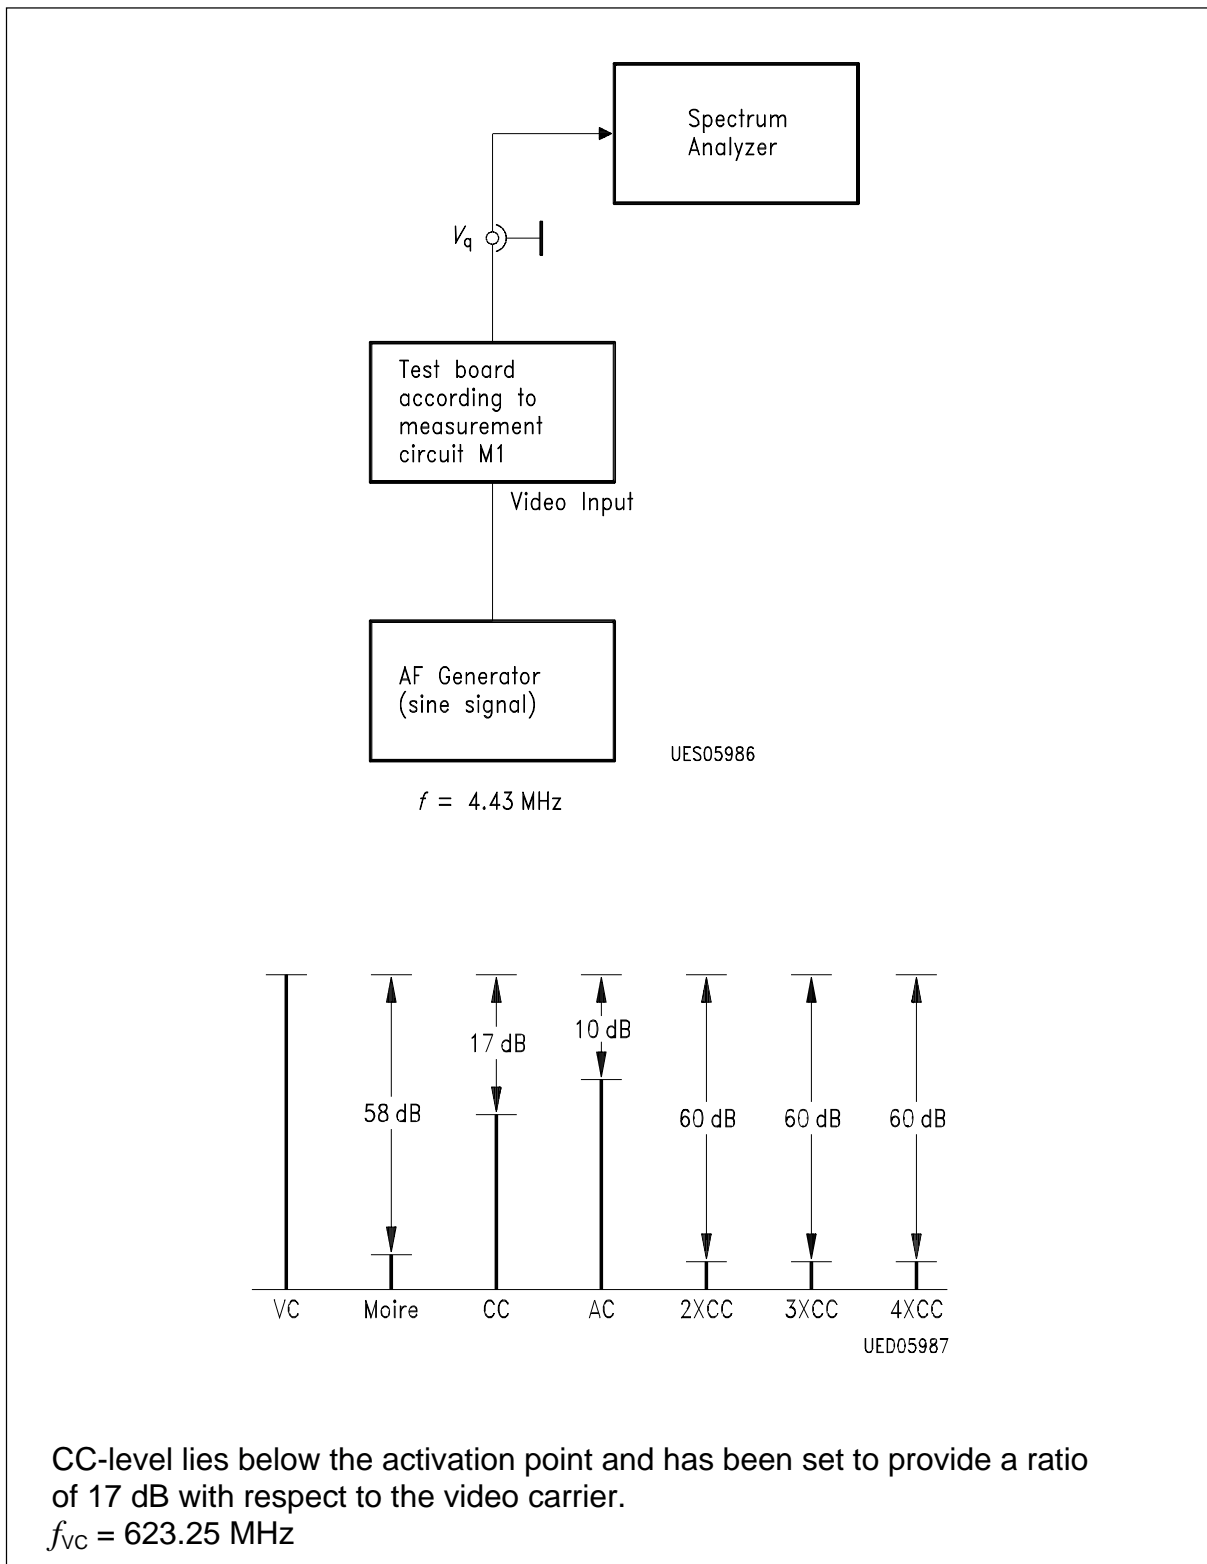 Spectrum
Analyzer
Vq
Test board
according to
measurement
circuit M1
Video Input
AF Generator
(sine signal)
UES05986
f = 4.43 MHz
17 dB
10 dB
58 dB
60 dB
60 dB
60 dB
VC
Moire
CC
AC
2XCC
3XCC
4XCC
UED05987
CC-level lies below the activation point and has been set to provide a ratio
of 17 dB with respect to the video carrier.
fVC = 623.25 MHz